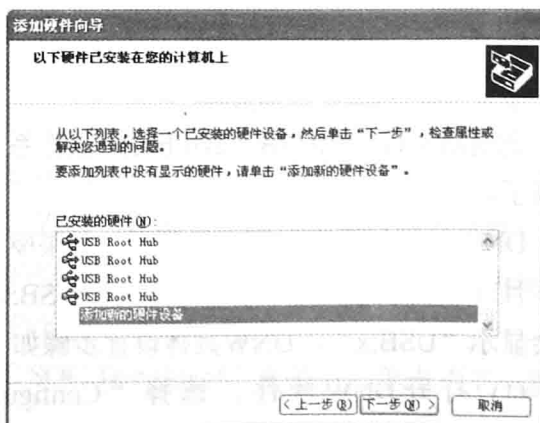 添加硬件向导
以下硬件已安装在您的计算机上
从以下列表，选择一个已安装的硬件设备，然后单击“下一步”，检查属性或
解决您遇到的问题。
要添加列表中没有显示的硬件，请单击“添加新的硬件设备”。
已安装的硬件(N):
USB Root Hub
USB Root Hub
USB Root Hub
USB Root Hub
添加新的硬件设备
<上一步(B) 下一步(N)> 取消